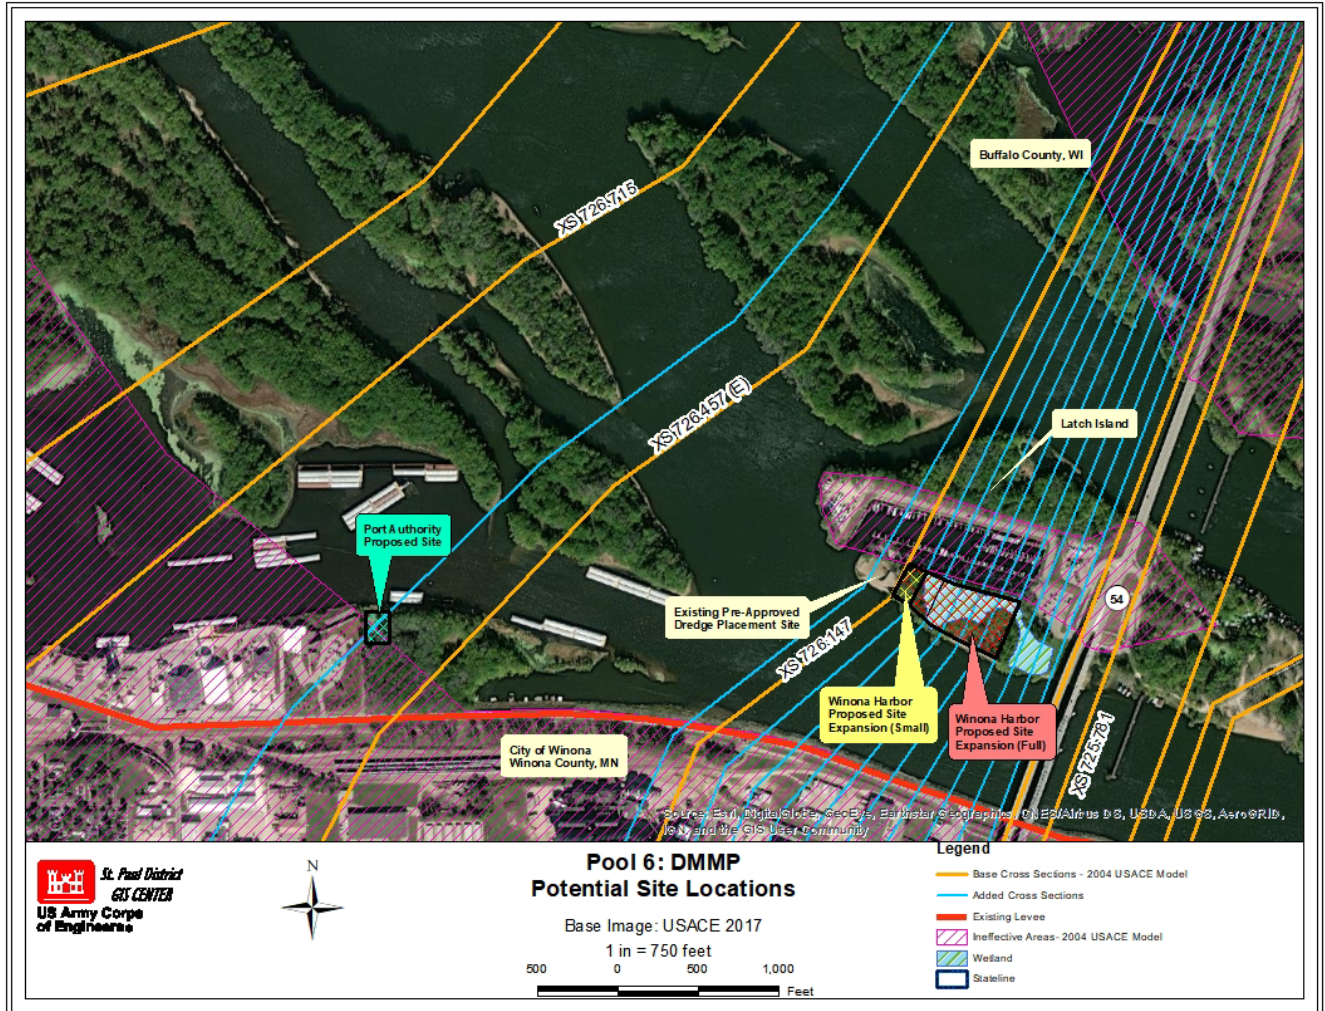 Buffalo County, WI
XS 726.715
XS 726.457 (E)
Latch Island
Port Authority
Proposed Site
54
Existing Pre-Approved
Dredge Placement Site
XS 726.147
Winona Harbor
Proposed Site
Expansion (Small)
Winona Harbor
Proposed Site
Expansion (Full)
XS 725.781
City of Winona
Winona County, MN
Source: Esri, DigitalGlobe, GeoEye, Earthstar Geographics, CNES/Airbus DS, USDA, USGS, AeroGRID,
IGN, and the GIS User Community
St. Paul District
GIS CENTER
US Army Corps
of Engineers
N
Pool 6: DMMP
Potential Site Locations
Base Image: USACE 2017
1 in = 750 feet
500 0 500 1,000
Feet
Legend
Base Cross Sections - 2004 USACE Model
Added Cross Sections
Existing Levee
Ineffective Areas- 2004 USACE Model
Wetland
Stateline